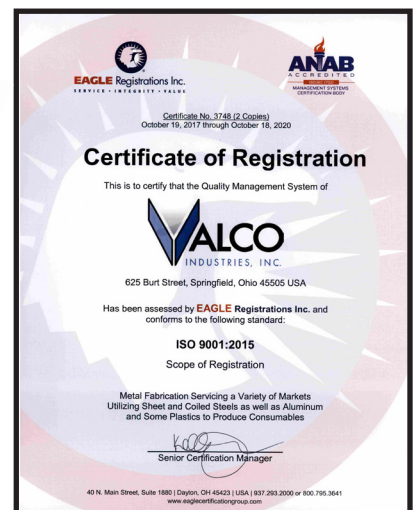 EAGLE Registrations Inc.
SERVICE • INTEGRITY • VALUE
ANAB
ACCREDITED
MANAGEMENT SYSTEMS
CERTIFICATION BODY
Certificate No. 3748 (2 Copies)
October 19, 2017 through October 18, 2020
Certificate of Registration
This is to certify that the Quality Management System of
VALCO
INDUSTRIES, INC.
625 Burt Street, Springfield, Ohio 45505 USA
Has been assessed by EAGLE Registrations Inc. and
conforms to the following standard:
ISO 9001:2015
Scope of Registration
Metal Fabrication Servicing a Variety of Markets
Utilizing Sheet and Coiled Steels as well as Aluminum
and Some Plastics to Produce Consumables
Senior Certification Manager
40 N. Main Street, Suite 1880 | Dayton, OH 45423 | USA | 937.293.2000 or 800.795.3641
www.eaglecertificationgroup.com